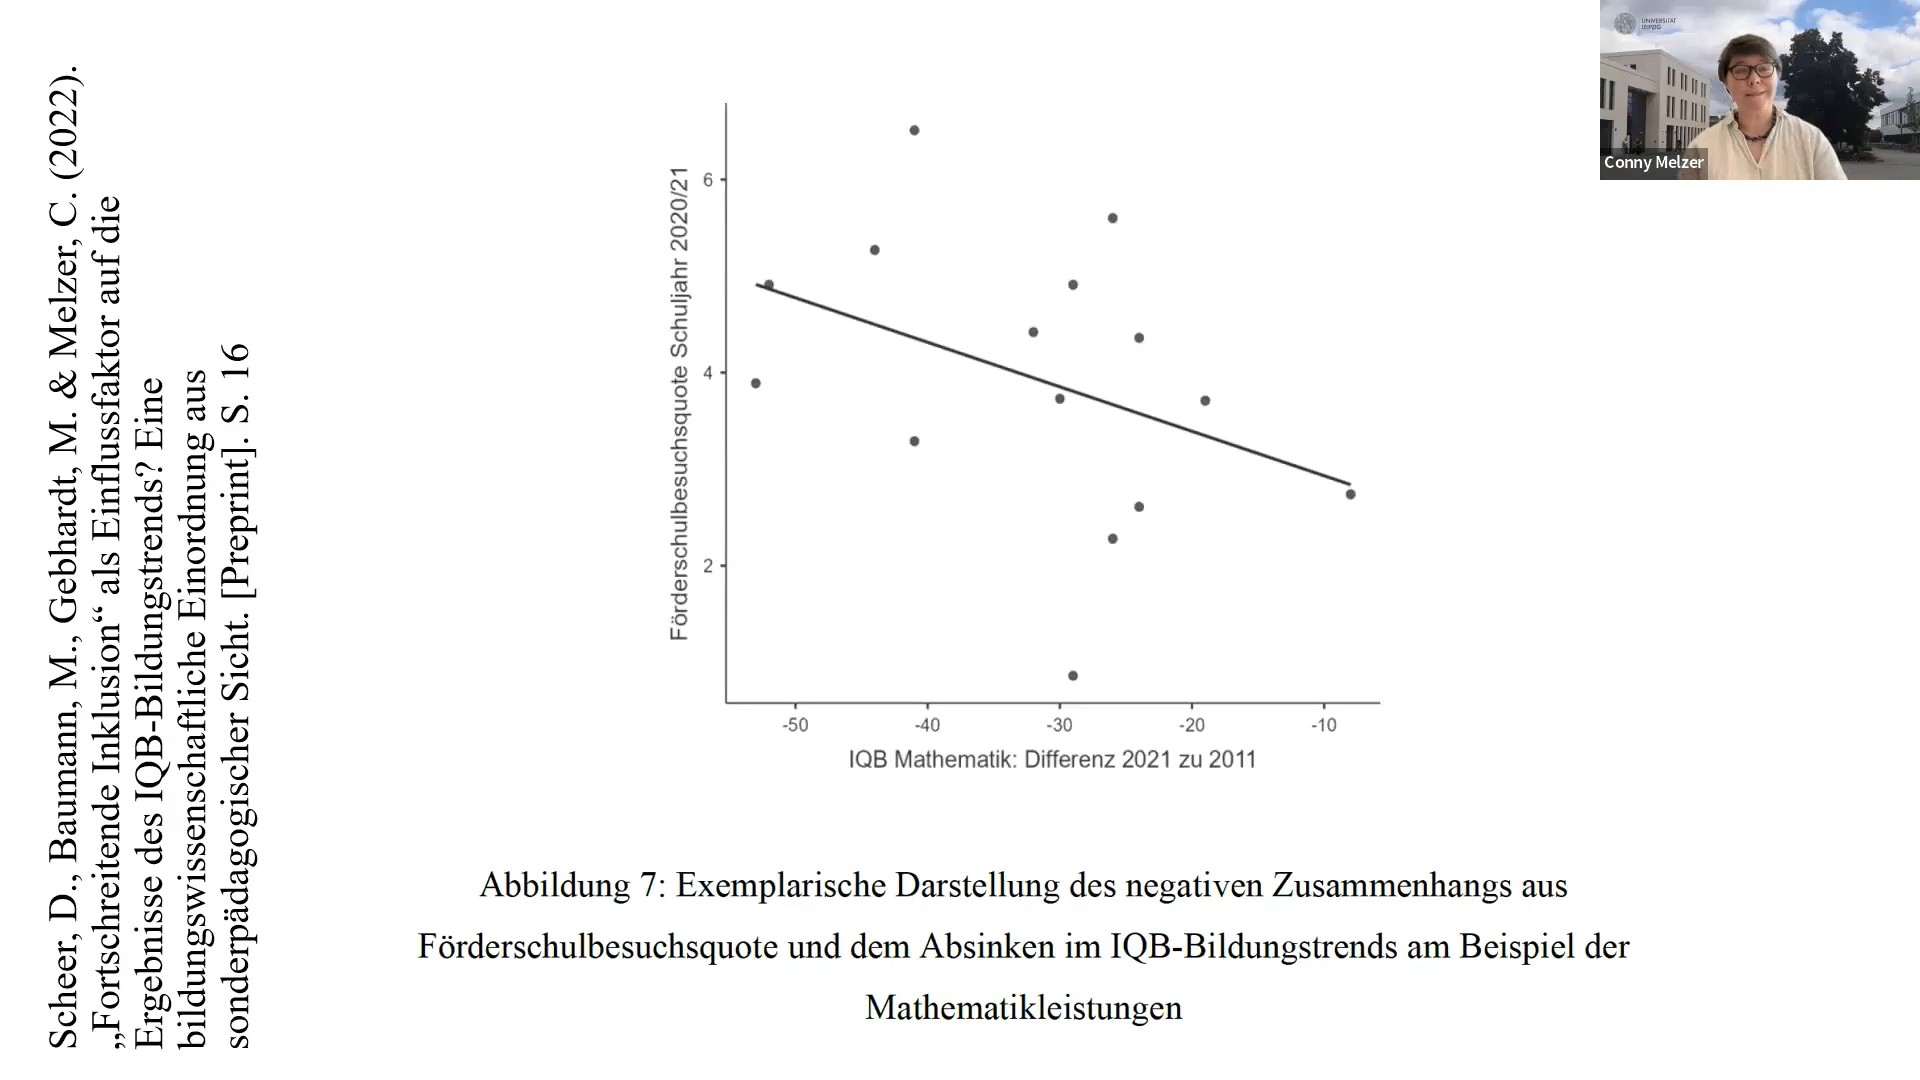 Scheer, D., Baumann, M., Gebhardt, M. & Melzer, C. (2022).
„Fortschreitende Inklusion“ als Einflussfaktor auf die
Ergebnisse des IQB-Bildungstrends? Eine
bildungswissenschaftliche Einordnung aus
sonderpädagogischer Sicht. [Preprint]. S. 16
Förderschulbesuchsquote Schuljahr 2020/21
6
4
2
-50 -40 -30 -20 -10
IQB Mathematik: Differenz 2021 zu 2011
Abbildung 7: Exemplarische Darstellung des negativen Zusammenhangs aus
Förderschulbesuchsquote und dem Absinken im IQB-Bildungstrends am Beispiel der
Mathematikleistungen
UNIVERSITÄT
LEIPZIG
Conny Melzer